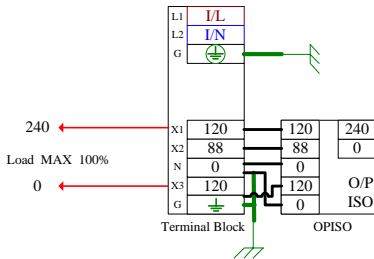 L1 I/L
L2 I/N
G
240 X1 120 120 240
X2 88 88 0
Load MAX 100%
N 0 0
0 X3 120 120 O/P
G 0 ISO
Terminal Block OPISO